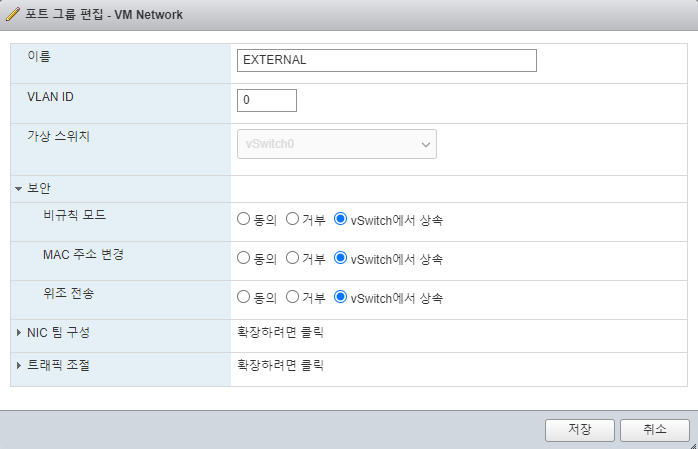 포트 그룹 편집 - VM Network
이름 EXTERNAL
VLAN ID 0
가상 스위치 vSwitch0
보안
비규칙 모드 동의 거부 vSwitch에서 상속
MAC 주소 변경 동의 거부 vSwitch에서 상속
위조 전송 동의 거부 vSwitch에서 상속
NIC 팀 구성 확장하려면 클릭
트래픽 조절 확장하려면 클릭
저장 취소